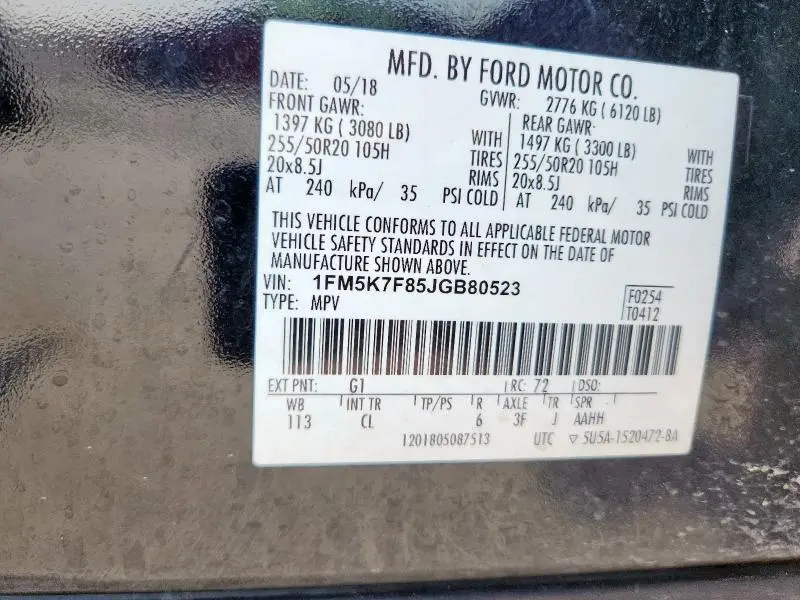 MFD. BY FORD MOTOR CO.
DATE: 05/18 GVWR: 2776 KG ( 6120 LB)
FRONT GAWR: REAR GAWR:
1397 KG ( 3080 LB) WITH 1497 KG ( 3300 LB) WITH
255/50R20 105H TIRES 255/50R20 105H TIRES
20x8.5J RIMS 20x8.5J RIMS
AT 240 kPa/ 35 PSI COLD AT 240 kPa/ 35 PSI COLD
THIS VEHICLE CONFORMS TO ALL APPLICABLE FEDERAL MOTOR
VEHICLE SAFETY STANDARDS IN EFFECT ON THE DATE OF
MANUFACTURE SHOWN ABOVE.
VIN: 1FM5K7F85JGB80523
TYPE: MPV
F0254
T0412
EXT PNT: G1 RC: 72 DSO:
WB INT TR TP/PS R AXLE TR SPR
113 CL 6 3F J AAHH
1201805087513 UTC ▽ 5U5A-1520472-BA